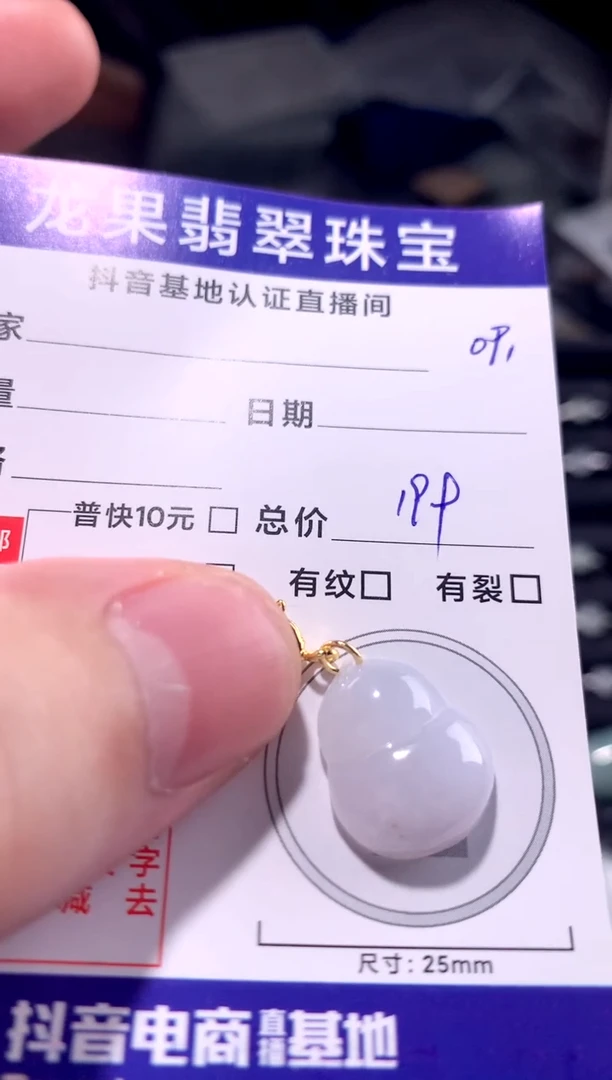 龙果翡翠珠宝
抖音基地认证直播间
家
量
日期
普快10元 □ 总价
有纹□ 有裂□
字
减 去
尺寸: 25mm
抖音电商直播基地